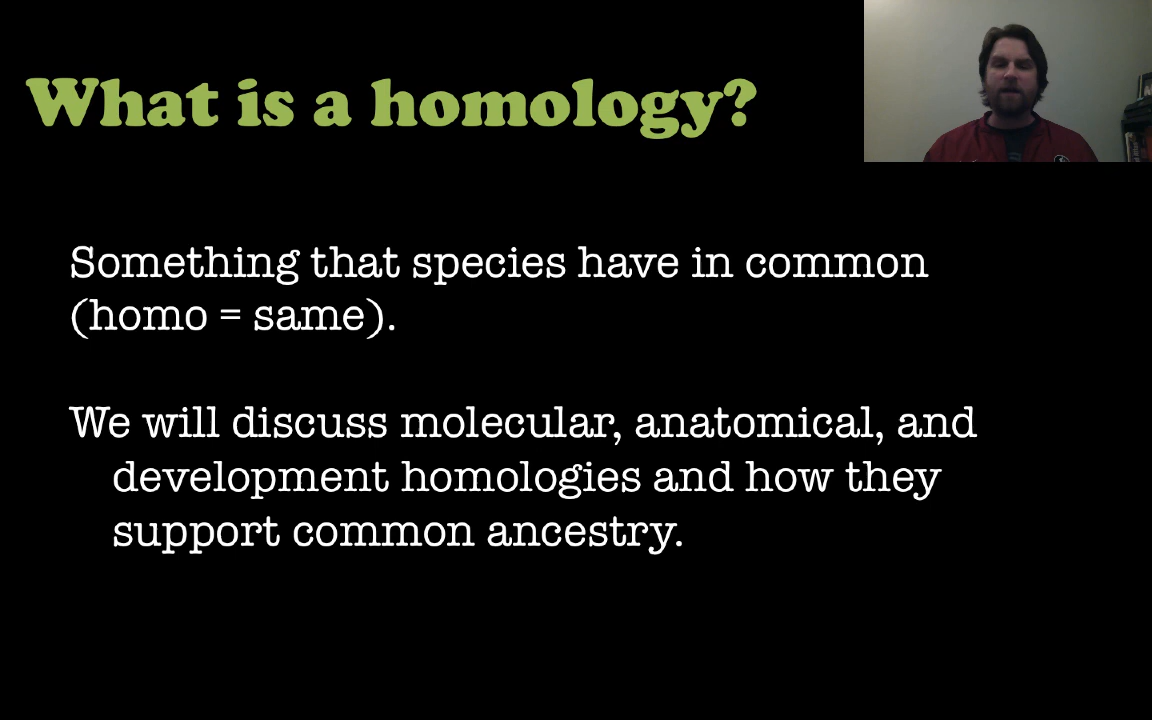 What is a homology?
Something that species have in common
(homo = same).
We will discuss molecular, anatomical, and
development homologies and how they
support common ancestry.